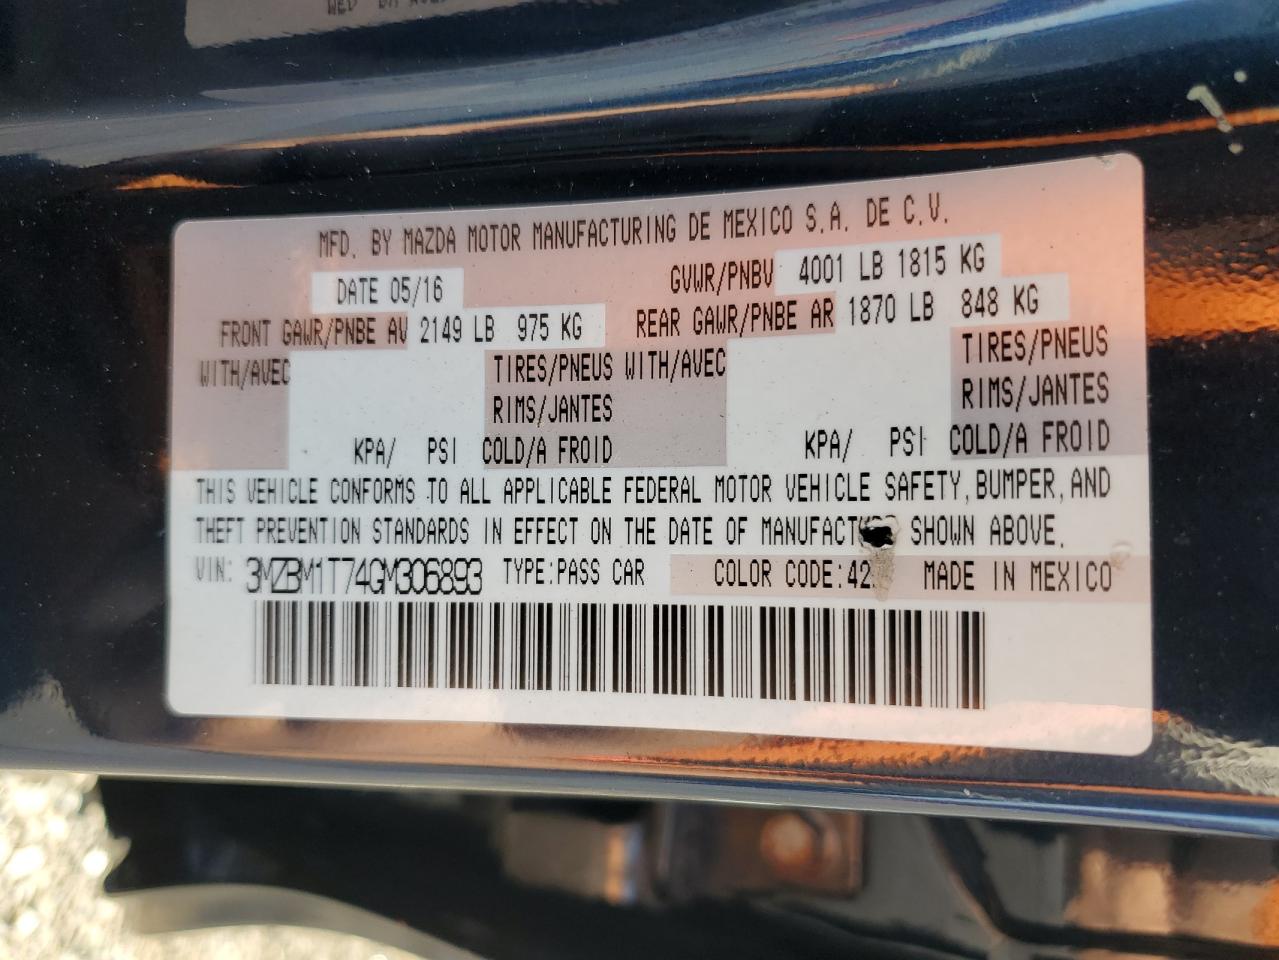 MFD. BY MAZDA MOTOR MANUFACTURING DE MEXICO S.A. DE C.V.
DATE 05/16 GVWR/PNBV 4001 LB 1815 KG
FRONT GAWR/PNBE AV 2149 LB 975 KG REAR GAWR/PNBE AR 1870 LB 848 KG
WITH/AVEC TIRES/PNEUS WITH/AVEC TIRES/PNEUS
RIMS/JANTES RIMS/JANTES
KPA/ PSI COLD/A FROID KPA/ PSI COLD/A FROID
THIS VEHICLE CONFORMS TO ALL APPLICABLE FEDERAL MOTOR VEHICLE SAFETY, BUMPER, AND
THEFT PREVENTION STANDARDS IN EFFECT ON THE DATE OF MANUFACTURE SHOWN ABOVE.
VIN: 3MZBM1T74GM306893 TYPE:PASS CAR COLOR CODE:42 MADE IN MEXICO